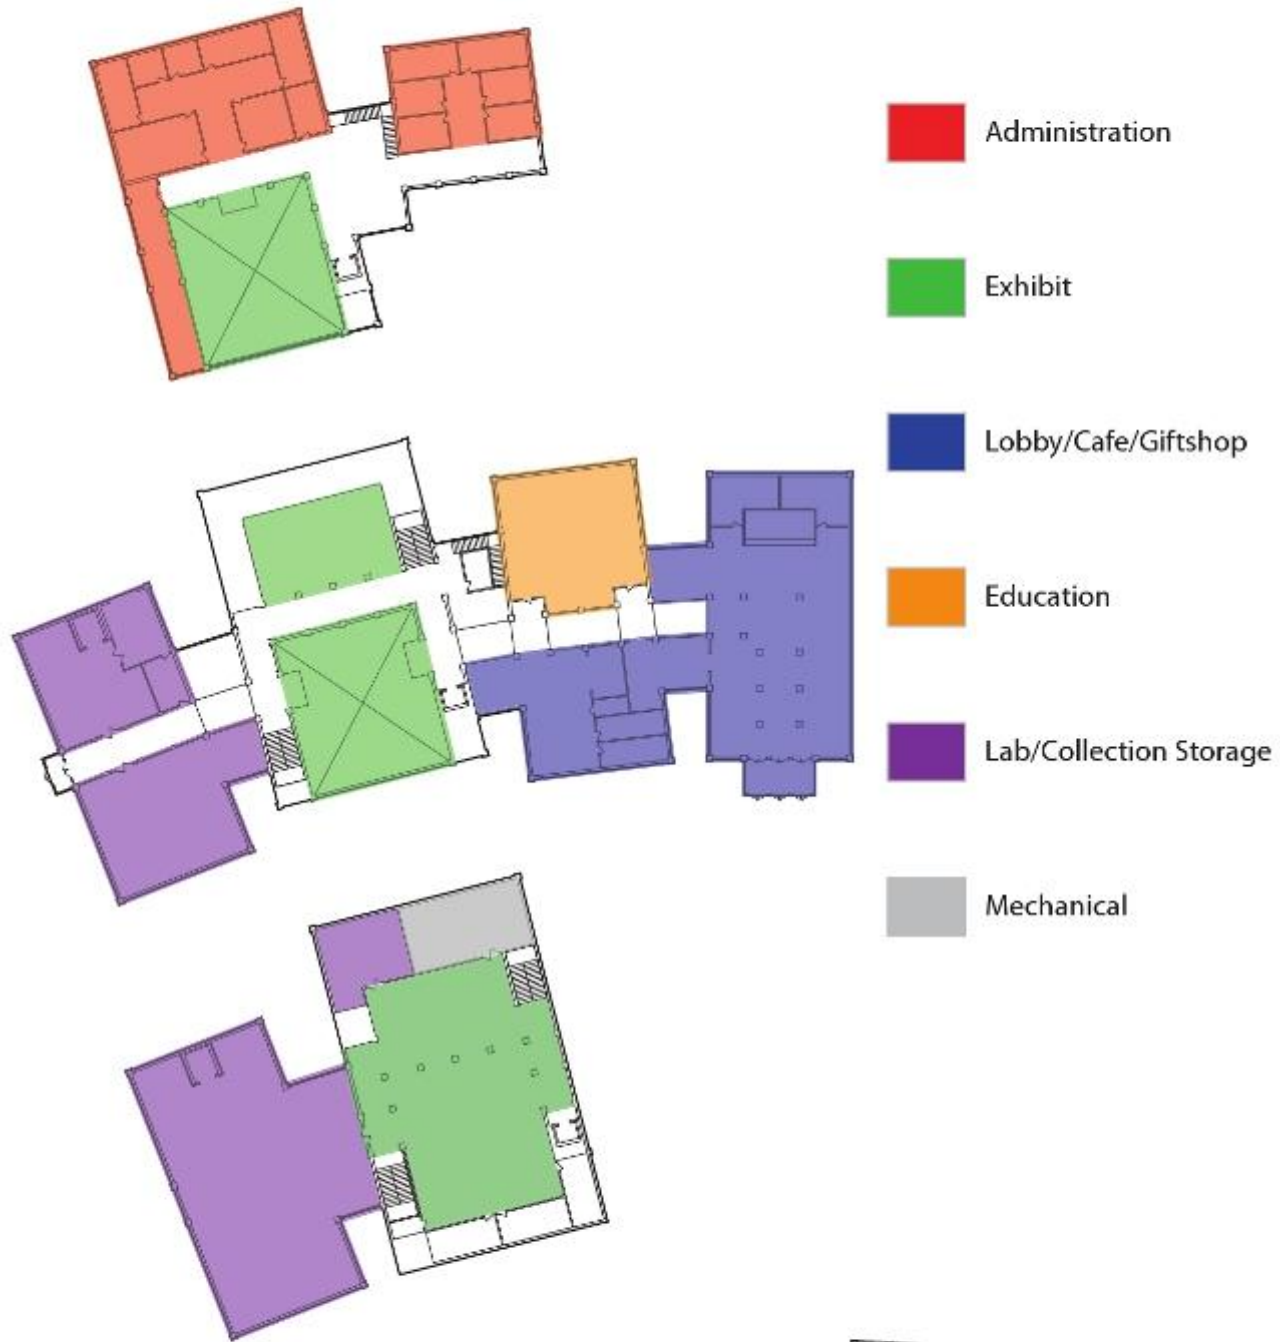 Administration
Exhibit
Lobby/Cafe/Giftshop
Education
Lab/Collection Storage
Mechanical